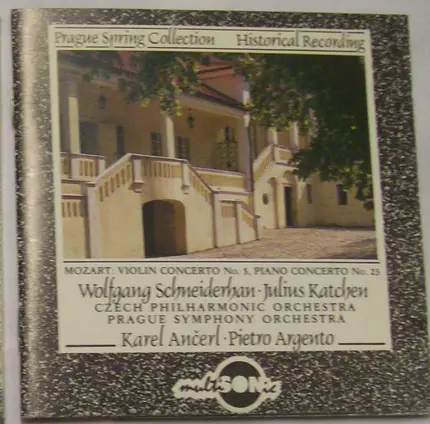 Prague Spring Collection Historical Recording
MOZART: VIOLIN CONCERTO No. 5, PIANO CONCERTO No. 23
Wolfgang Schneiderhan · Julius Katchen
CZECH PHILHARMONIC ORCHESTRA
PRAGUE SYMPHONY ORCHESTRA
Karel Ančerl · Pietro Argento
multiSONic